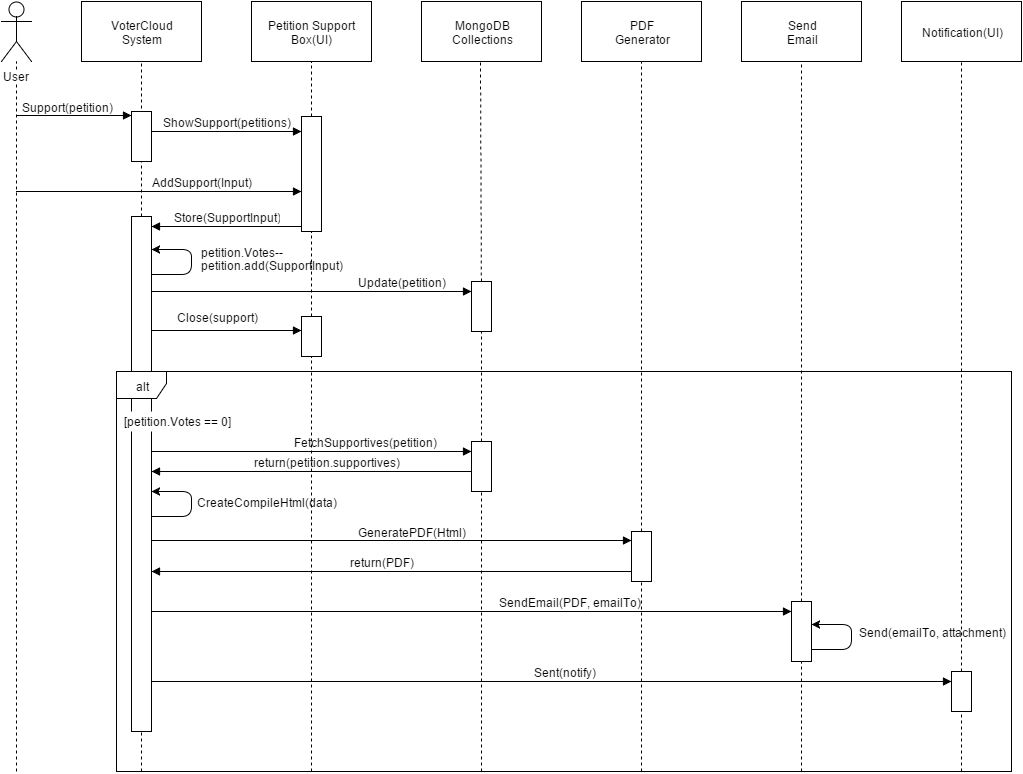 User
VoterCloud
System
Petition Support
Box(UI)
MongoDB
Collections
PDF
Generator
Send
Email
Notification(UI)
Support(petition)
ShowSupport(petitions)
AddSupport(Input)
Store(SupportInput)
petition.Votes--
petition.add(SupportInput)
Update(petition)
Close(support)
alt
[petition.Votes == 0]
FetchSupportives(petition)
return(petition.supportives)
CreateCompileHtml(data)
GeneratePDF(Html)
return(PDF)
SendEmail(PDF, emailTo)
Send(emailTo, attachment)
Sent(notify)